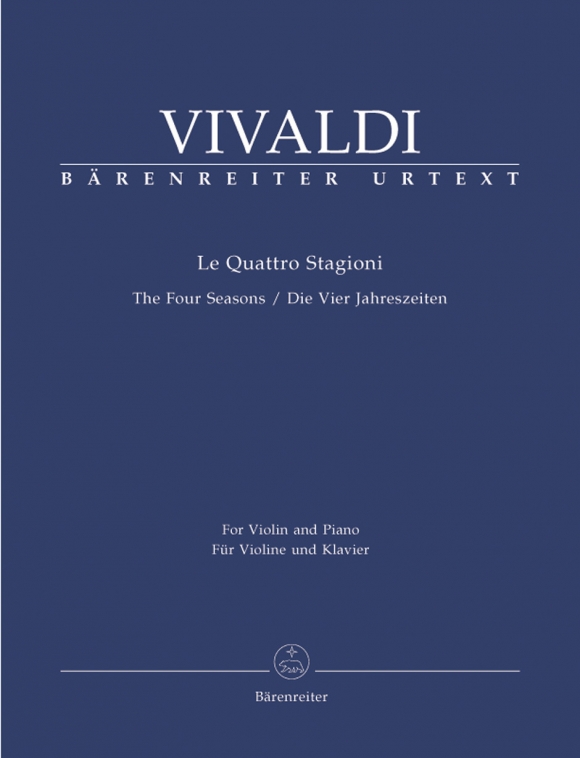 VIVALDI
BÄRENREITER URTEXT
Le Quattro Stagioni
The Four Seasons / Die Vier Jahreszeiten
For Violin and Piano
Für Violine und Klavier
Bärenreiter